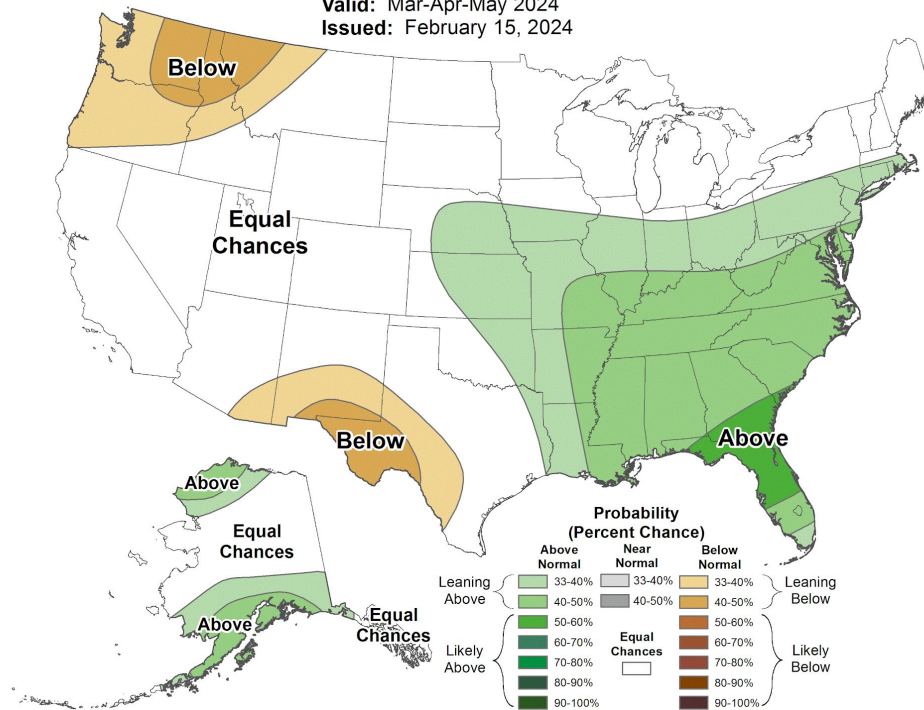 Valid: Mar-Apr-May 2024
Issued: February 15, 2024
Below
Equal
Chances
Below
Above
Above
Equal
Chances
Above
Equal
Chances
Probability
(Percent Chance)
Above
Normal
Near
Normal
Below
Normal
Leaning
Above
33-40%
40-50%
33-40%
40-50%
33-40%
40-50%
Leaning
Below
Likely
Above
50-60%
60-70%
70-80%
80-90%
90-100%
Equal
Chances
50-60%
60-70%
70-80%
80-90%
90-100%
Likely
Below